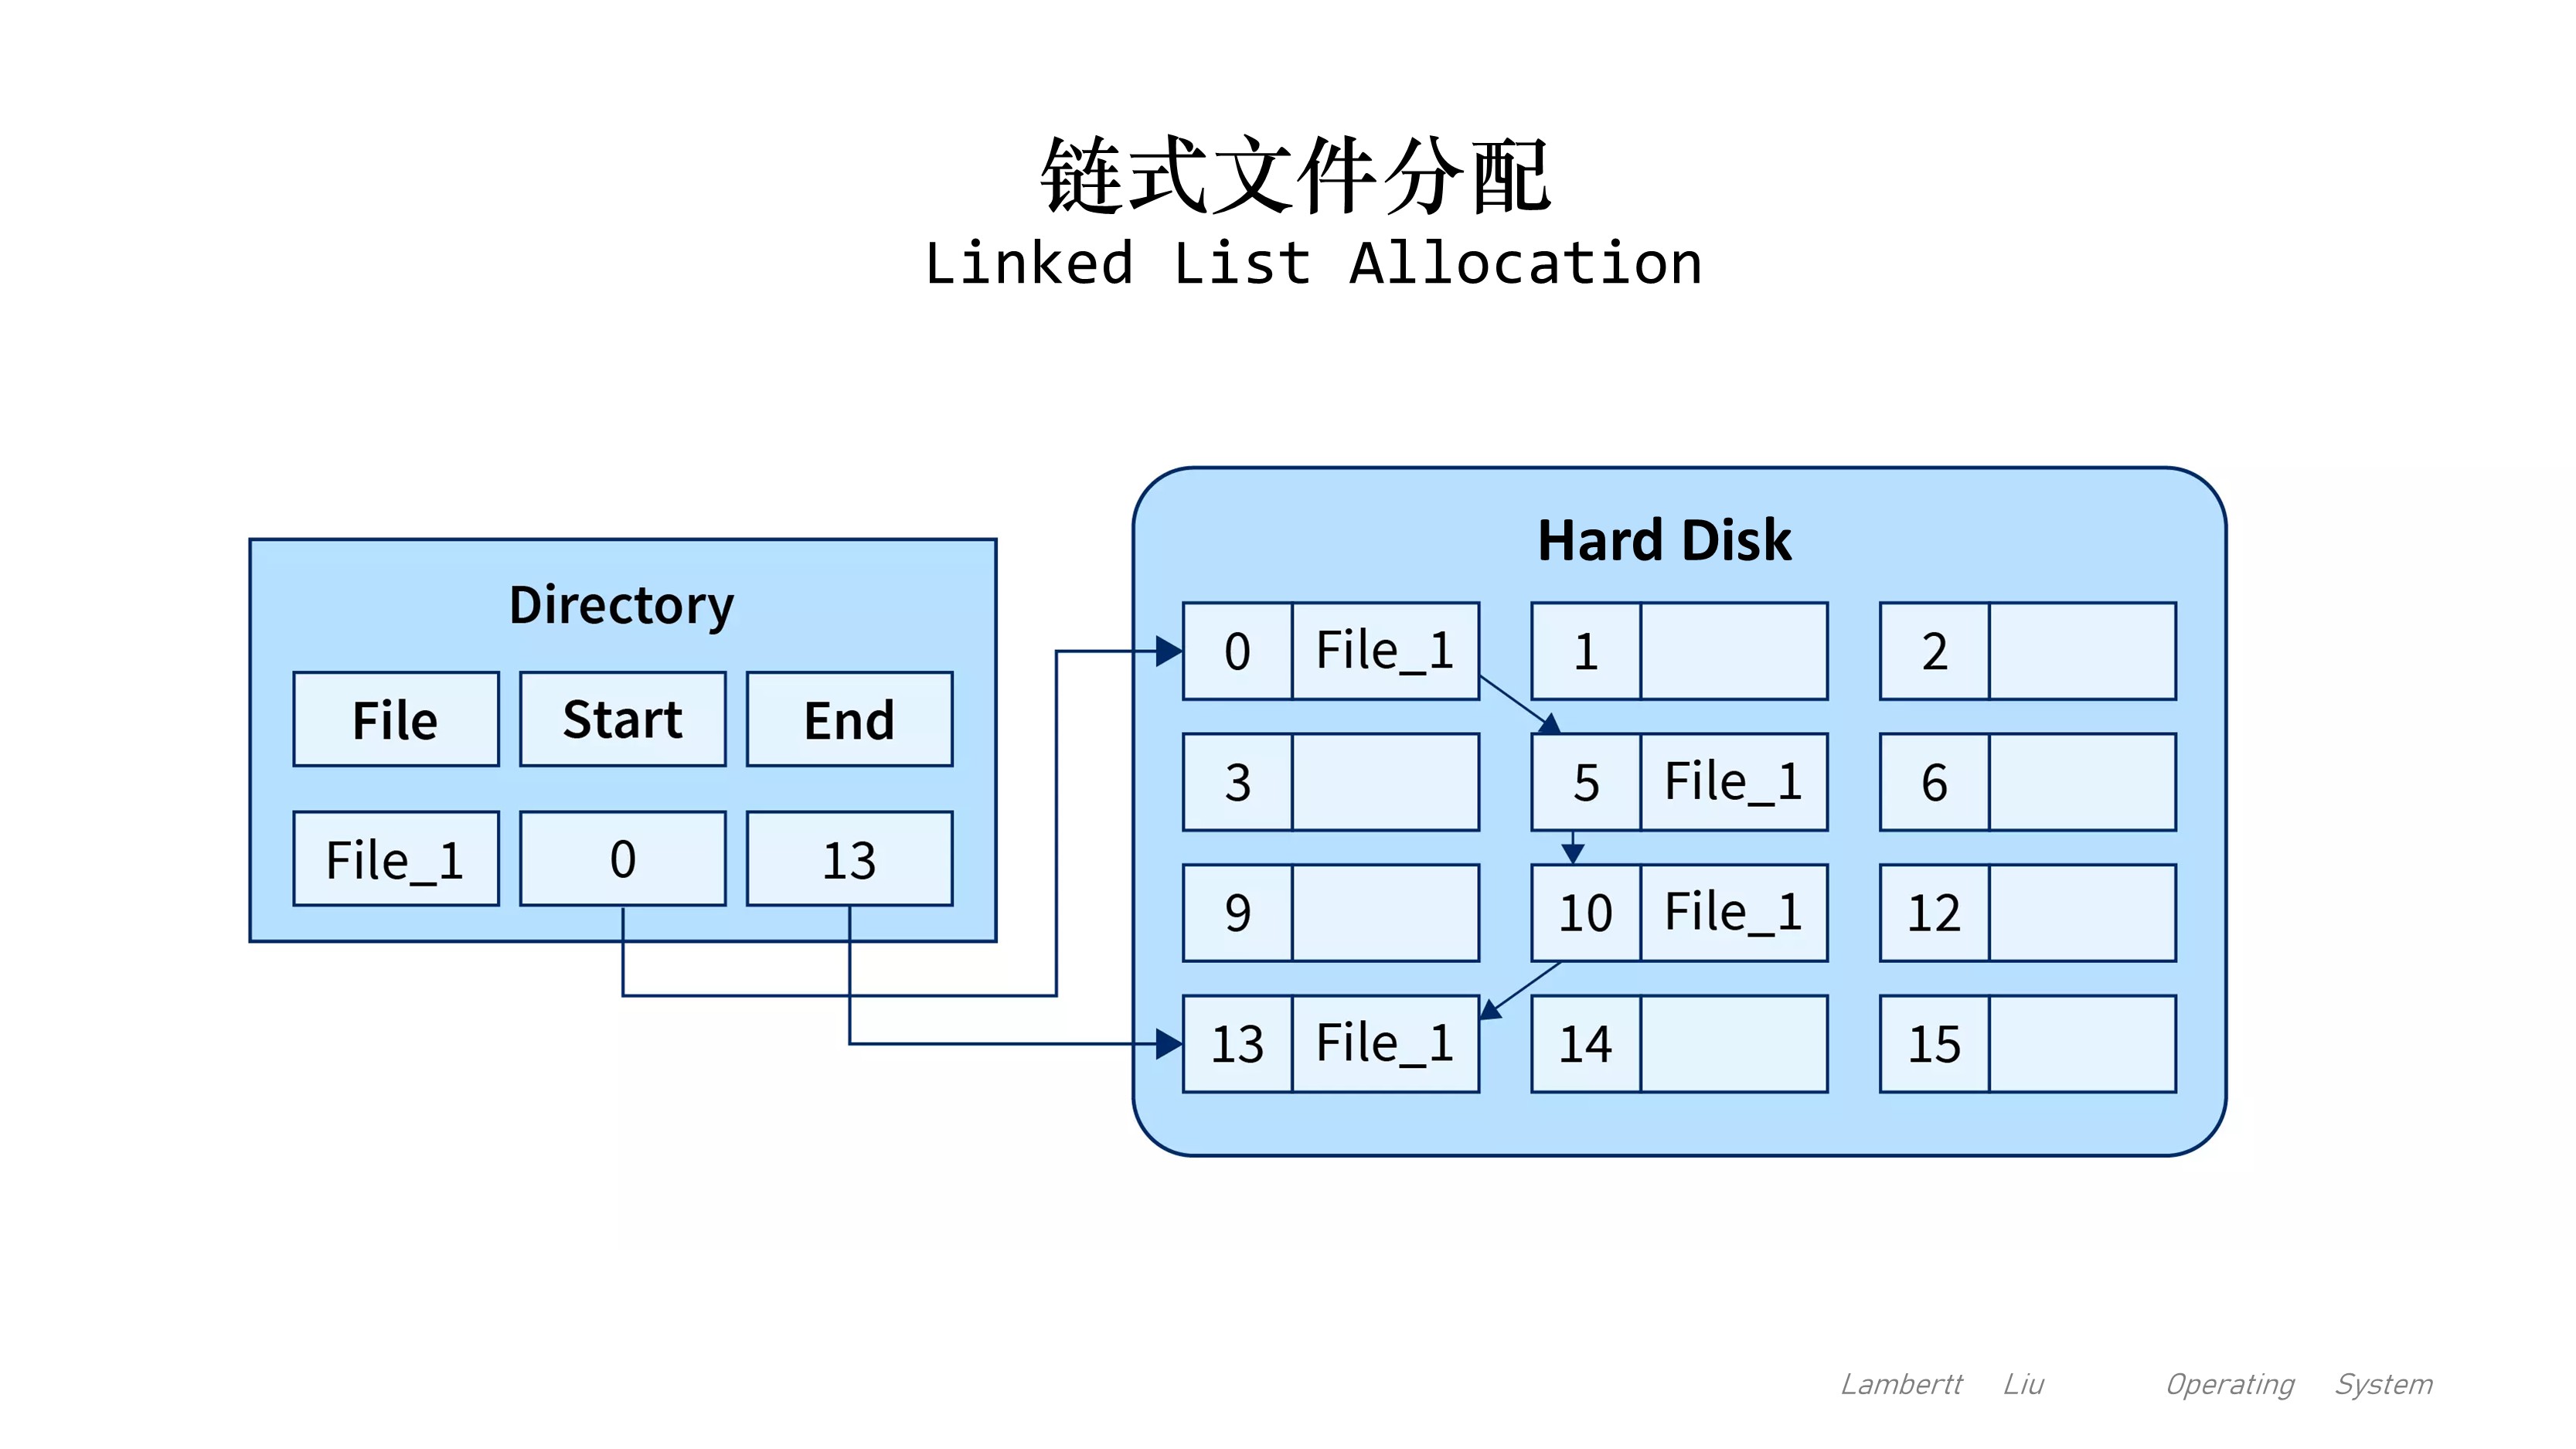 链式文件分配
Linked List Allocation
Directory
File Start End
File_1 0 13
Hard Disk
0 File_1 1 2
3 5 File_1 6
9 10 File_1 12
13 File_1 14 15
Lambertt Liu Operating System